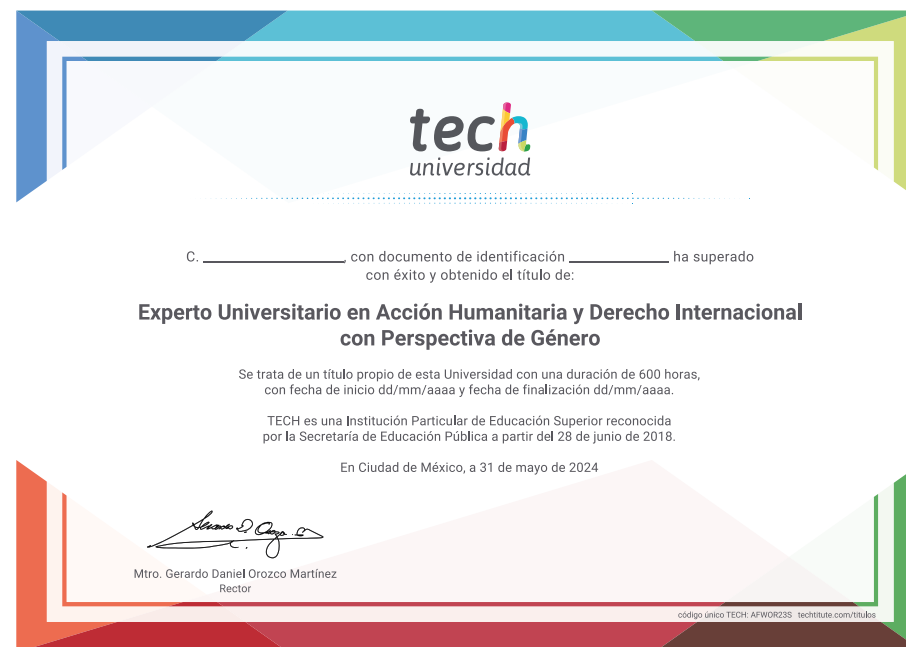 tech
universidad
C. ____________, con documento de identificación ____________ ha superado
con éxito y obtenido el título de:
Experto Universitario en Acción Humanitaria y Derecho Internacional
con Perspectiva de Género
Se trata de un título propio de esta Universidad con una duración de 600 horas,
con fecha de inicio dd/mm/aaaa y fecha de finalización dd/mm/aaaa.
TECH es una Institución Particular de Educación Superior reconocida
por la Secretaría de Educación Pública a partir del 28 de junio de 2018.
En Ciudad de México, a 31 de mayo de 2024
Mtro. Gerardo Daniel Orozco Martínez
Rector
código único TECH: AFWOR23S techtitute.com/titulos